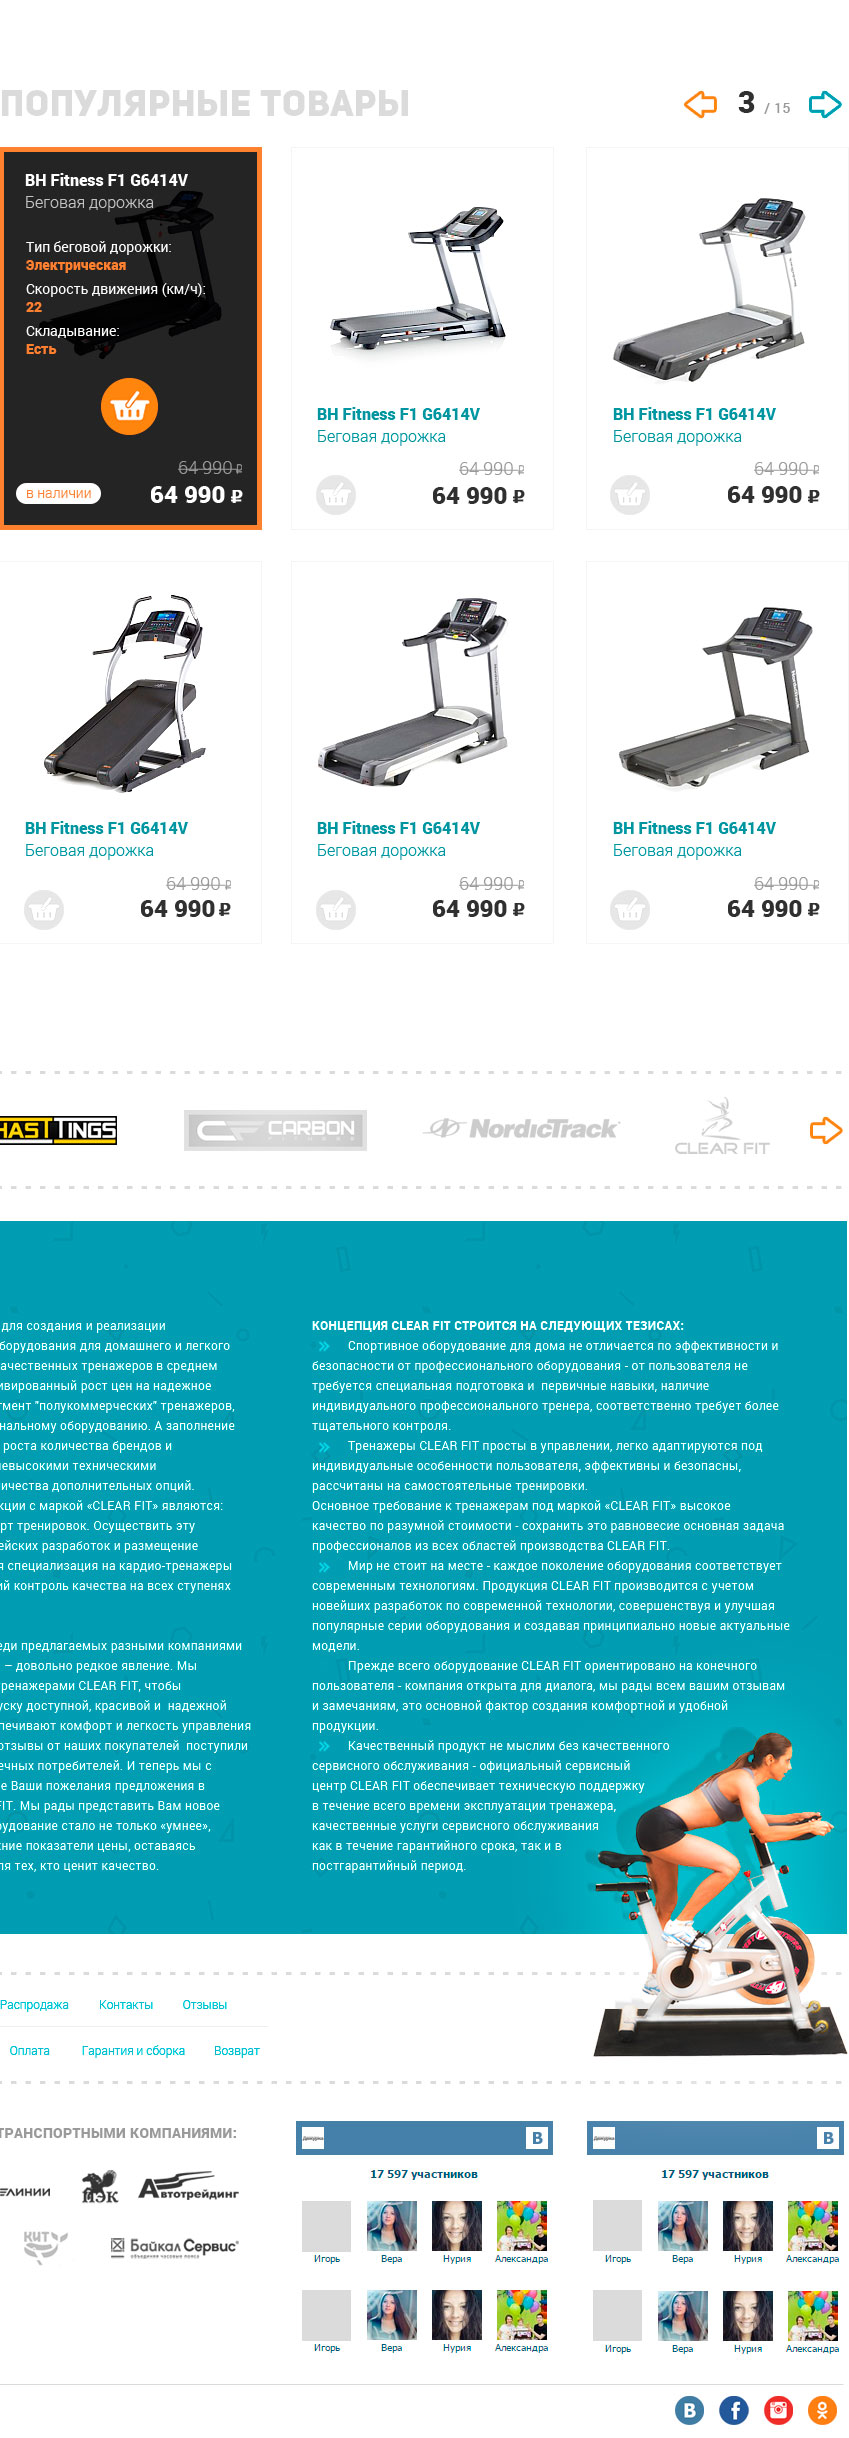 ПОПУЛЯРНЫЕ ТОВАРЫ
3 / 15
BH Fitness F1 G6414V
Беговая дорожка
Тип беговой дорожки:
Электрическая
Скорость движения (км/ч):
22
Складывание:
Есть
64 990 ₽
в наличии
64 990 ₽
BH Fitness F1 G6414V
Беговая дорожка
64 990 ₽
64 990 ₽
BH Fitness F1 G6414V
Беговая дорожка
64 990 ₽
64 990 ₽
BH Fitness F1 G6414V
Беговая дорожка
64 990 ₽
64 990 ₽
BH Fitness F1 G6414V
Беговая дорожка
64 990 ₽
64 990 ₽
BH Fitness F1 G6414V
Беговая дорожка
64 990 ₽
64 990 ₽
HASTTINGS
CARBON
FITNESS
NordicTrack
CLEAR FIT
для создания и реализации
борудования для домашнего и легкого
ачественных тренажеров в среднем
ивированный рост цен на надежное
гмент "полукоммерческих" тренажеров,
нальному оборудованию. А заполнение
роста количества брендов и
невысокими техническими
ичества дополнительных опций.
кции с маркой «CLEAR FIT» являются:
рт тренировок. Осуществить эту
ейских разработок и размещение
я специализация на кардио-тренажеры
ий контроль качества на всех ступенях
еди предлагаемых разными компаниями
– довольно редкое явление. Мы
ренажерами CLEAR FIT, чтобы
уску доступной, красивой и надежной
печивают комфорт и легкость управления
отзывы от наших покупателей поступили
ечных потребителей. И теперь мы с
е Ваши пожелания предложения в
FIT. Мы рады представить Вам новое
рудование стало не только «умнее»,
ние показатели цены, оставаясь
ля тех, кто ценит качество.
КОНЦЕПЦИЯ CLEAR FIT СТРОИТСЯ НА СЛЕДУЮЩИХ ТЕЗИСАХ:
Спортивное оборудование для дома не отличается по эффективности и
безопасности от профессионального оборудования - от пользователя не
требуется специальная подготовка и первичные навыки, наличие
индивидуального профессионального тренера, соответственно требует более
тщательного контроля.
Тренажеры CLEAR FIT просты в управлении, легко адаптируются под
индивидуальные особенности пользователя, эффективны и безопасны,
рассчитаны на самостоятельные тренировки.
Основное требование к тренажерам под маркой «CLEAR FIT» высокое
качество по разумной стоимости - сохранить это равновесие основная задача
профессионалов из всех областей производства CLEAR FIT.
Мир не стоит на месте - каждое поколение оборудования соответствует
современным технологиям. Продукция CLEAR FIT производится с учетом
новейших разработок по современной технологии, совершенствуя и улучшая
популярные серии оборудования и создавая принципиально новые актуальные
модели.
Прежде всего оборудование CLEAR FIT ориентировано на конечного
пользователя - компания открыта для диалога, мы рады всем вашим отзывам
и замечаниям, это основной фактор создания комфортной и удобной
продукции.
Качественный продукт не мыслим без качественного
сервисного обслуживания - официальный сервисный
центр CLEAR FIT обеспечивает техническую поддержку
в течение всего времени эксплуатации тренажера,
качественные услуги сервисного обслуживания
как в течение гарантийного срока, так и в
постгарантийный период.
Распродажа Контакты Отзывы
Оплата Гарантия и сборка Возврат
ТРАНСПОРТНЫМИ КОМПАНИЯМИ:
ЛИНИИ
ПЭК
Автотрейдинг
КИТ
Байкал Сервис
объединяя часовые пояса
В
17 597 участников
Игорь Вера Нурия Александра
Игорь Вера Нурия Александра
В
17 597 участников
Игорь Вера Нурия Александра
Игорь Вера Нурия Александра